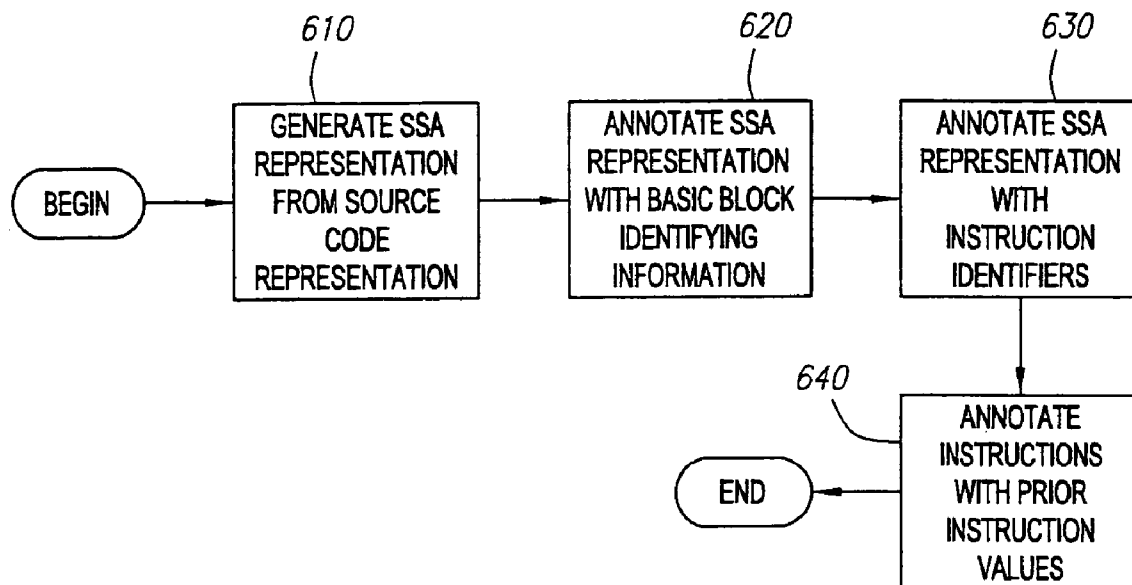 610
620
630
BEGIN
GENERATE SSA
REPRESENTATION
FROM SOURCE
CODE
REPRESENTATION
ANNOTATE SSA
REPRESENTATION
WITH BASIC BLOCK
IDENTIFYING
INFORMATION
ANNOTATE SSA
REPRESENTATION
WITH
INSTRUCTION
IDENTIFIERS
640
ANNOTATE
INSTRUCTIONS
WITH PRIOR
INSTRUCTION
VALUES
END